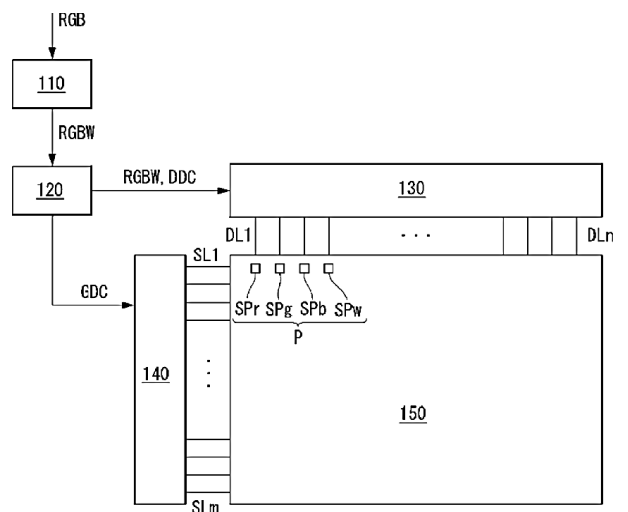 RGB
110
RGBW
120
RGBW, DDC
130
DL1
...
DLn
GDC
SL1
SPr SPg SPb SPw
P
140
150
SLm